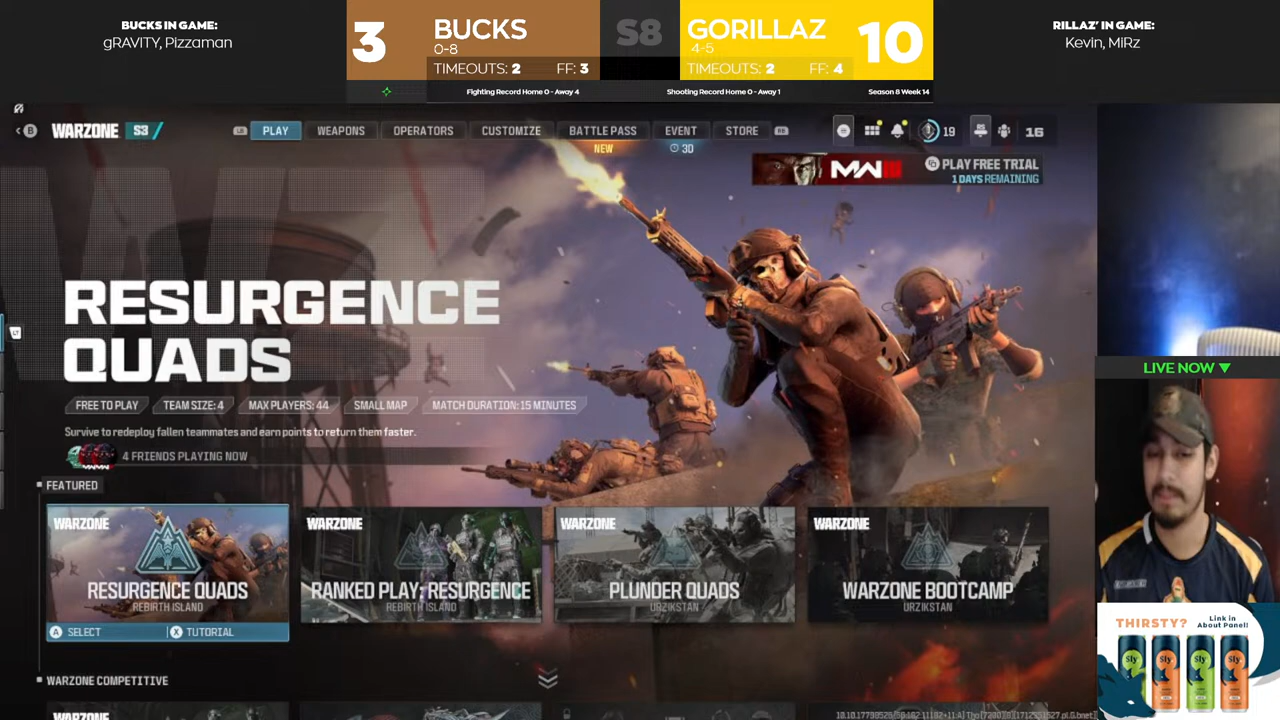 BUCKS IN GAME:
gRAVITY, Pizzaman
3
BUCKS
0-8
TIMEOUTS: 2 FF: 3
S8
GORILLAZ
4-5
TIMEOUTS: 2 FF: 4
10
RILLAZ' IN GAME:
Kevin, MiRz
Fighting Record Home 0 - Away 4
Shooting Record Home 0 - Away 1
Season 8 Week 14
B WARZONE S3
PLAY WEAPONS OPERATORS CUSTOMIZE BATTLE PASS EVENT STORE
19
16
NEW
3D
MWIII PLAY FREE TRIAL
1 DAYS REMAINING
RESURGENCE
QUADS
LT
FREE TO PLAY TEAM SIZE: 4 MAX PLAYERS: 44 SMALL MAP MATCH DURATION: 15 MINUTES
Survive to redeploy fallen teammates and earn points to return them faster.
4 FRIENDS PLAYING NOW
LIVE NOW
FEATURED
WARZONE
RESURGENCE QUADS
REBIRTH ISLAND
A SELECT X TUTORIAL
WARZONE
RANKED PLAY: RESURGENCE
REBIRTH ISLAND
WARZONE
PLUNDER QUADS
URZIKSTAN
WARZONE
WARZONE BOOTCAMP
URZIKSTAN
WARZONE COMPETITIVE
THIRSTY?
Link in
About Panel!
Sly
Sly
Sly
Sly